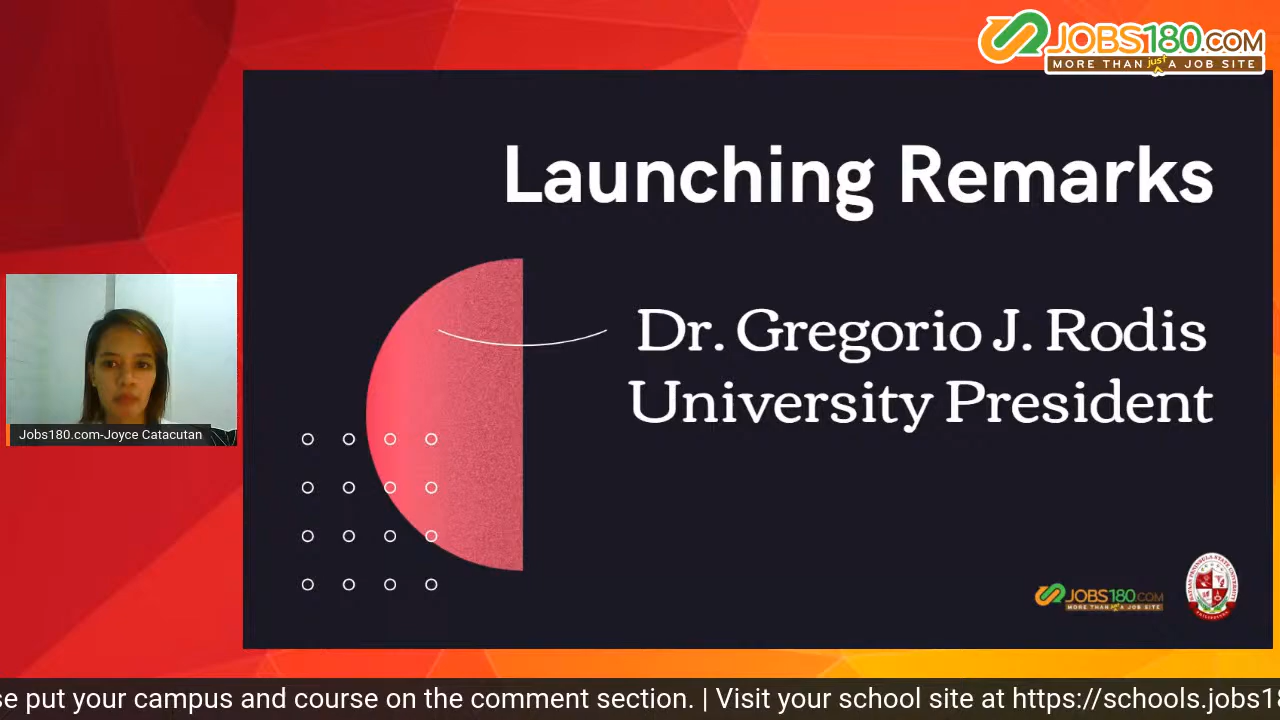 JOBS180.COM
MORE THAN just A JOB SITE
Launching Remarks
Dr. Gregorio J. Rodis
University President
Jobs180.com-Joyce Catacutan
JOBS180.COM
MORE THAN just A JOB SITE
se put your campus and course on the comment section. | Visit your school site at https://schools.jobs18